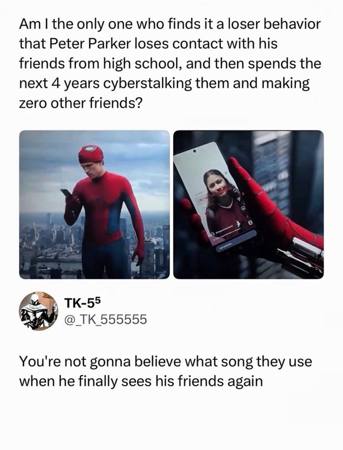 Am I the only one who finds it a loser behavior
that Peter Parker loses contact with his
friends from high school, and then spends the
next 4 years cyberstalking them and making
zero other friends?
TK-5⁵
@_TK_555555
You're not gonna believe what song they use
when he finally sees his friends again